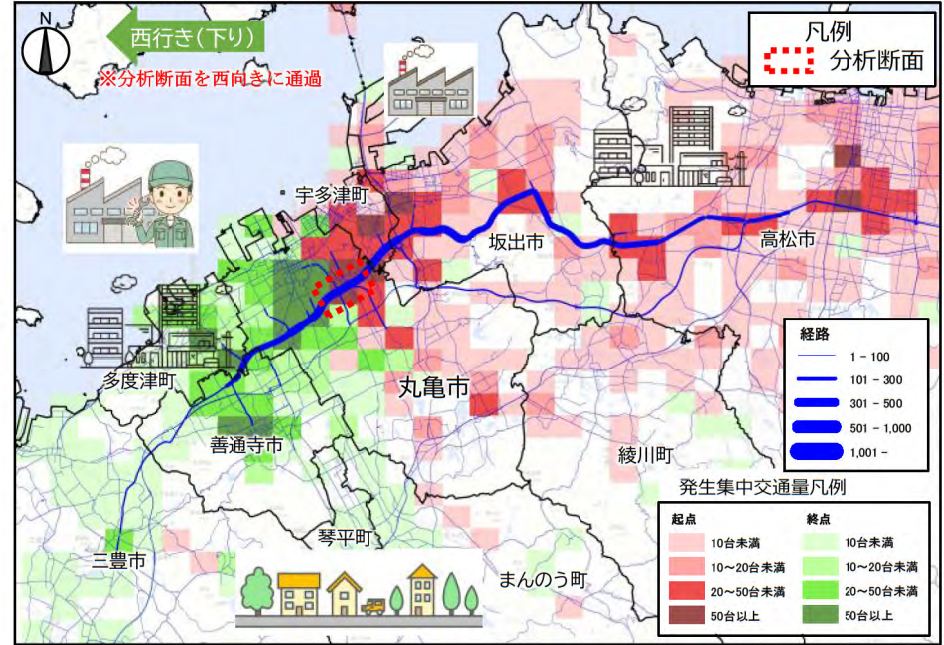 N
西行き（下り）
※分析断面を西向きに通過
凡例
分析断面
宇多津町
坂出市
高松市
多度津町
丸亀市
善通寺市
綾川町
琴平町
三豊市
まんのう町
経路
1 - 100
101 - 300
301 - 500
501 - 1,000
1,001 -
発生集中交通量凡例
起点 終点
10台未満 10台未満
10～20台未満 10～20台未満
20～50台未満 20～50台未満
50台以上 50台以上